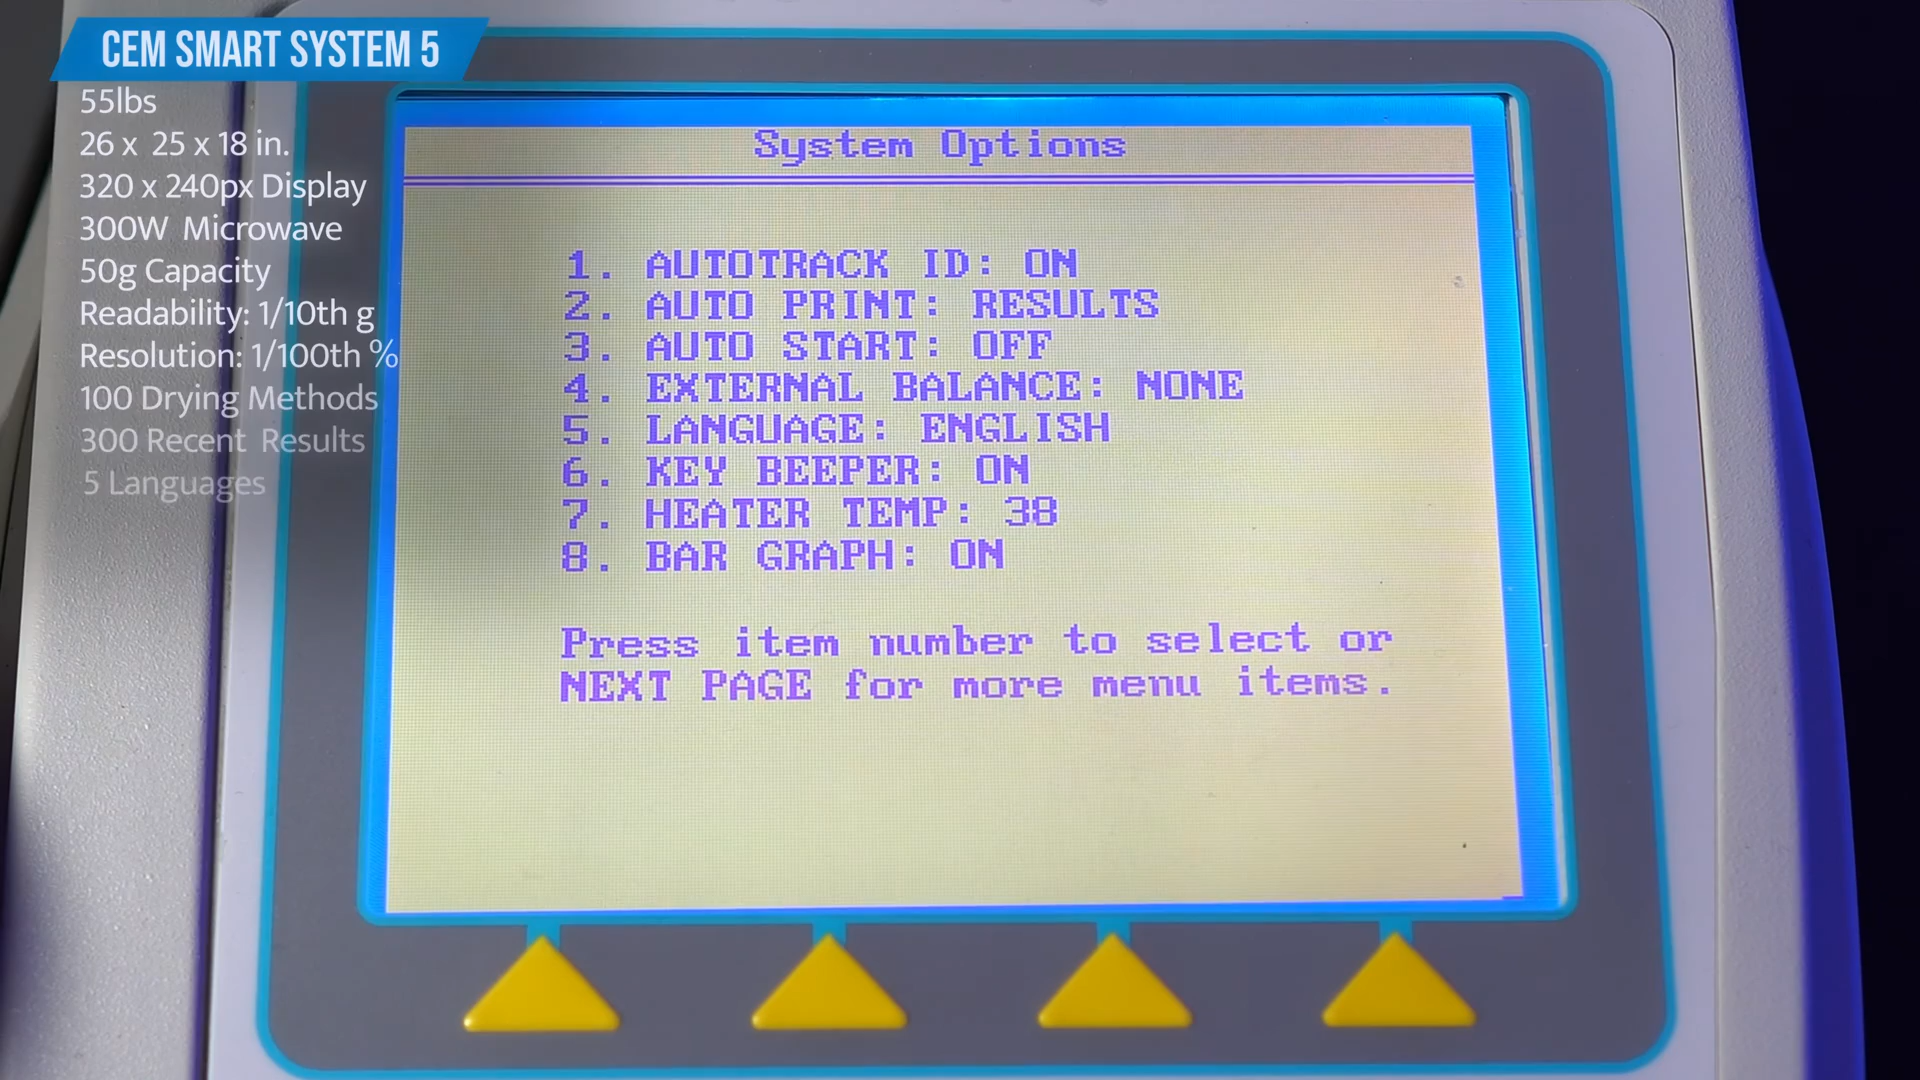 CEM SMART SYSTEM 5
55lbs
26 x 25 x 18 in.
320 x 240px Display
300W Microwave
50g Capacity
Readability: 1/10th g
Resolution: 1/100th %
100 Drying Methods
300 Recent Results
5 Languages
System Options
1. AUTOTRACK ID: ON
2. AUTO PRINT: RESULTS
3. AUTO START: OFF
4. EXTERNAL BALANCE: NONE
5. LANGUAGE: ENGLISH
6. KEY BEEPER: ON
7. HEATER TEMP: 38
8. BAR GRAPH: ON
Press item number to select or
NEXT PAGE for more menu items.